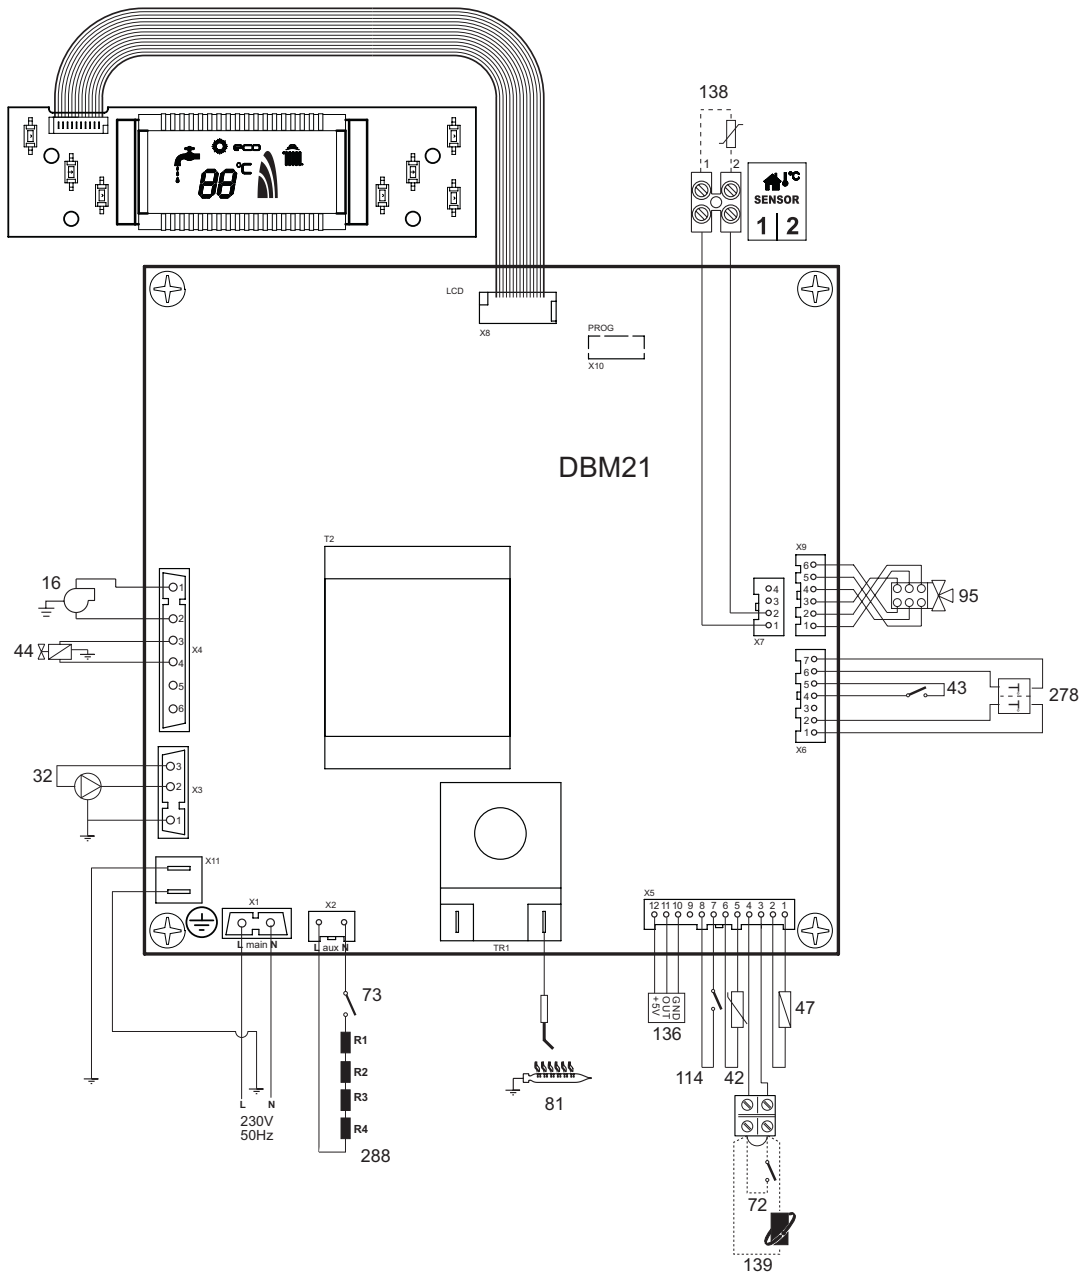 138
eco
88 °C
1 2
°C
SENSOR
1 2
LCD
X8
PROG
X10
DBM21
T2
X9
6
5
4
3
2
1
95
16
1
2
3
4
5
6
X4
44
4
3
2
1
X7
7
6
5
4
3
2
1
X6
43
278
32
3
2
1
X3
X11
X1
L main N
X2
L aux N
TR1
X5
12 11 10 9 8 7 6 5 4 3 2 1
73
R1
R2
R3
R4
288
+5V
OUT
GND
136
114
42
47
81
L N
230V
50Hz
72
139